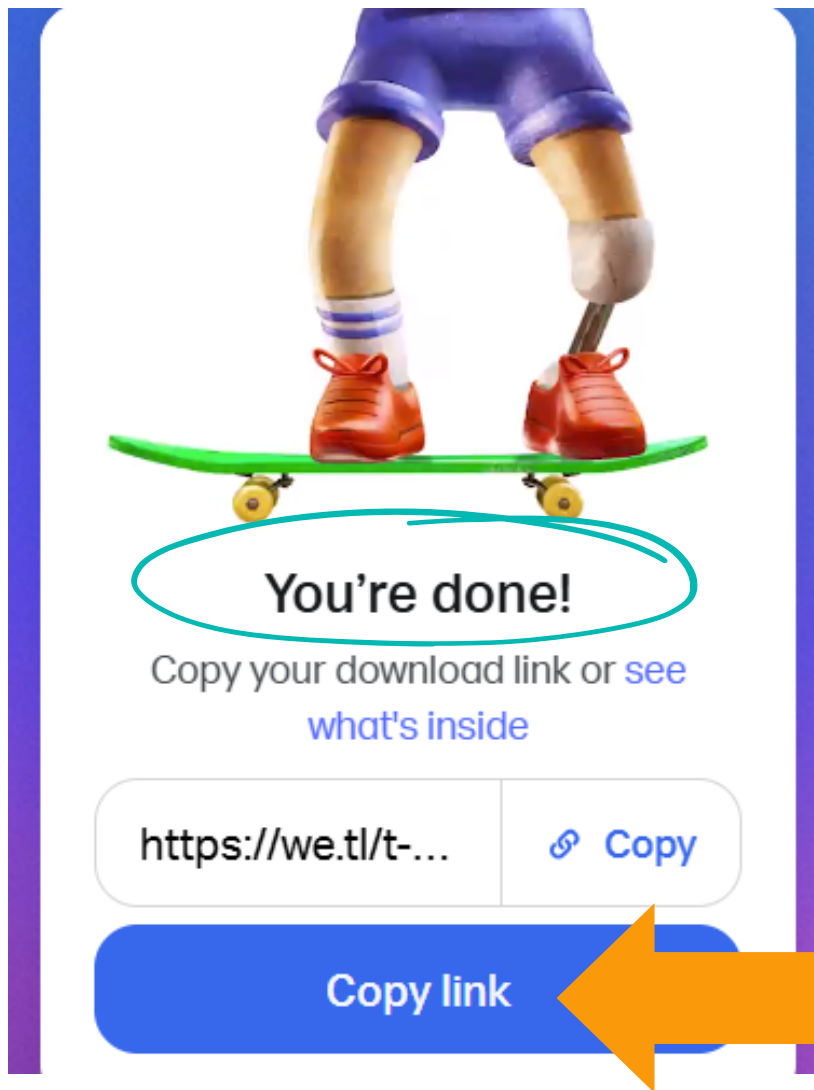 You’re done!
Copy your download link or see
what's inside
https://we.tl/t-...
Copy
Copy link